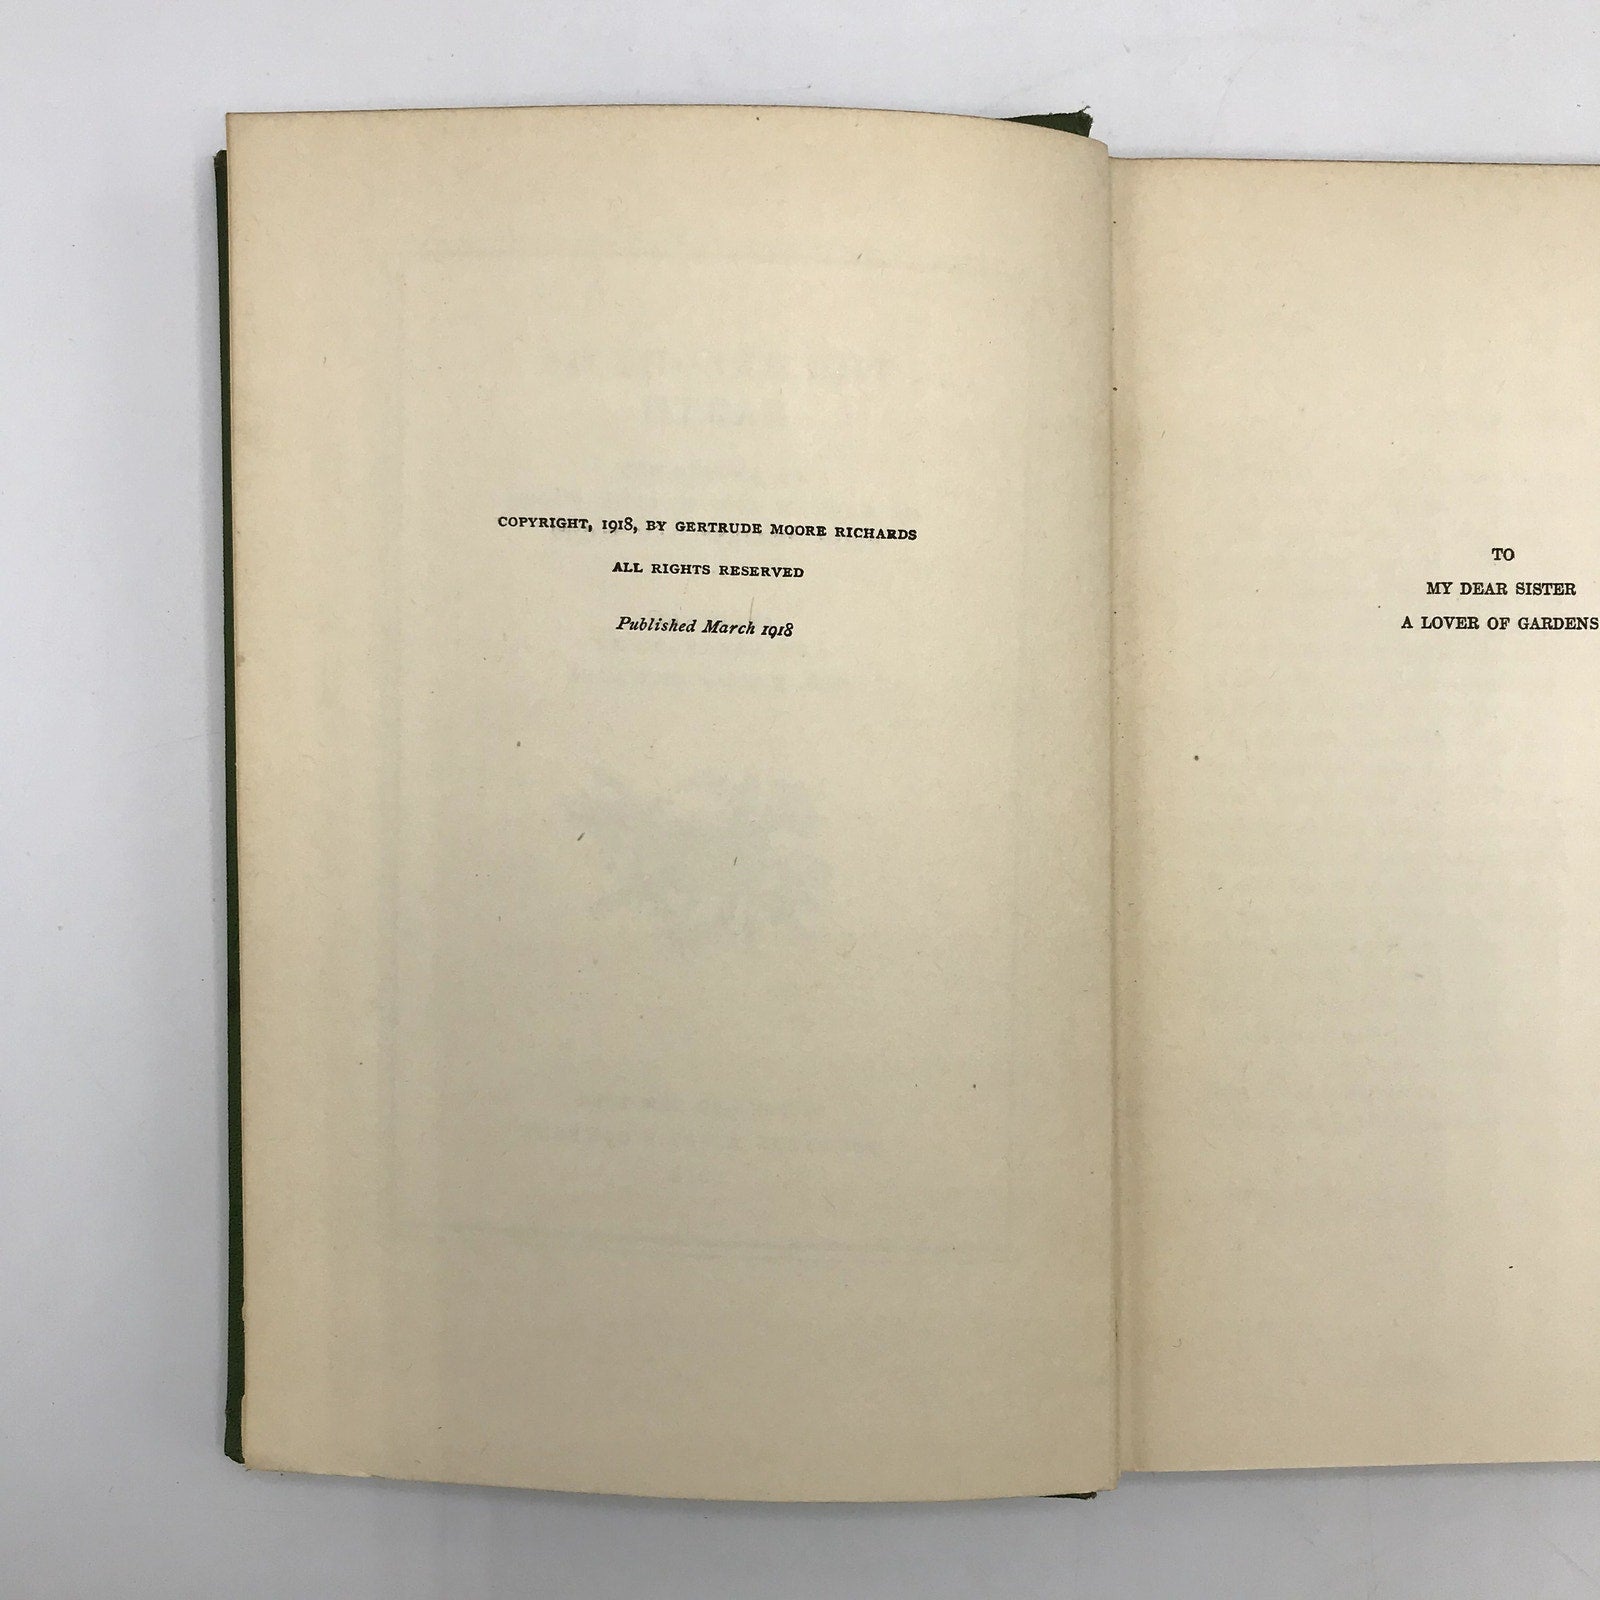 COPYRIGHT, 1918, BY GERTRUDE MOORE RICHARDS
ALL RIGHTS RESERVED
Published March 1918
TO
MY DEAR SISTER
A LOVER OF GARDENS